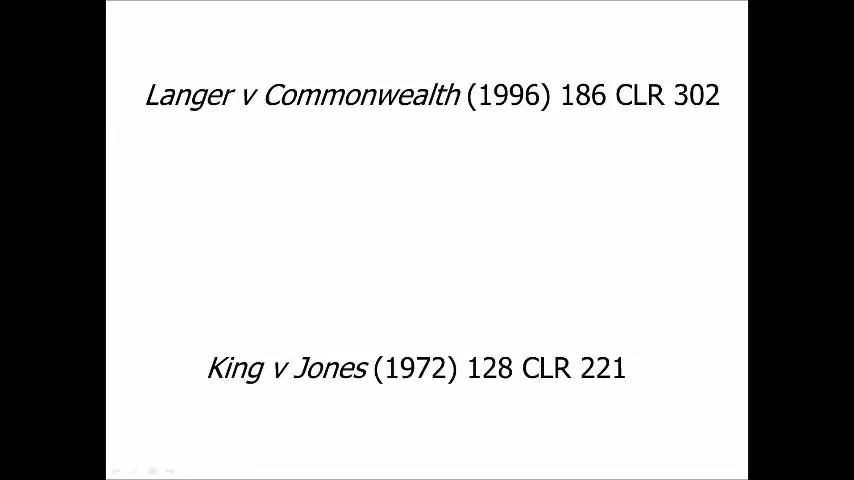 Langer v Commonwealth (1996) 186 CLR 302
King v Jones (1972) 128 CLR 221